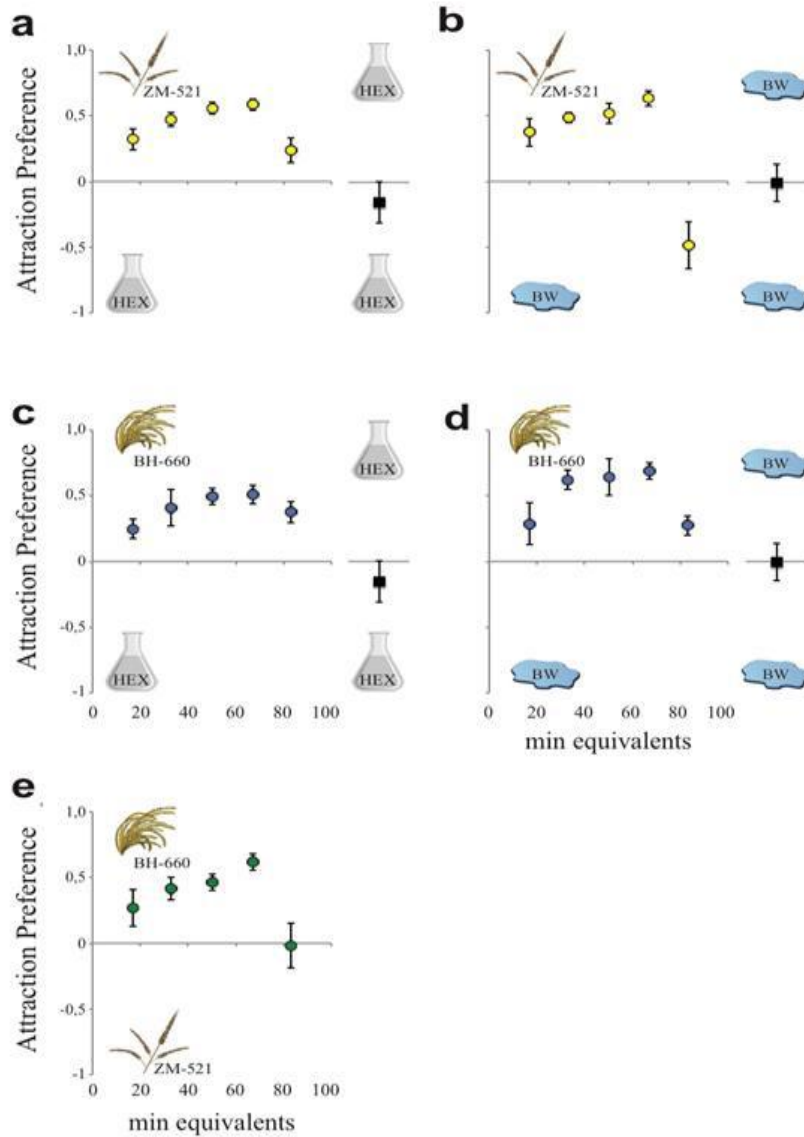 a
1,0
0,5
0
-0,5
-1
Attraction Preference
ZM-521
HEX
HEX
HEX
b
ZM-521
BW
BW
BW
c
1,0
0,5
0
-0,5
-1
Attraction Preference
BH-660
HEX
HEX
HEX
0 20 40 60 80 100
d
BH-660
BW
BW
BW
0 20 40 60 80 100
min equivalents
e
1,0
0,5
0
-0,5
-1
Attraction Preference
BH-660
ZM-521
0 20 40 60 80 100
min equivalents